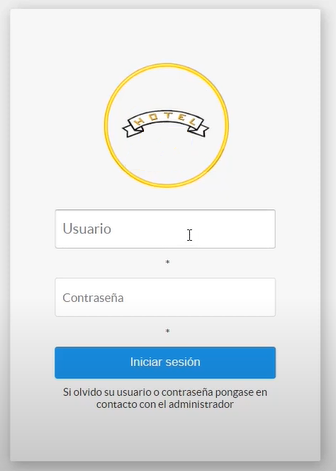 HOTEL
Usuario
*
Contraseña
*
Iniciar sesión
Si olvido su usuario o contraseña pongase en
contacto con el administrador